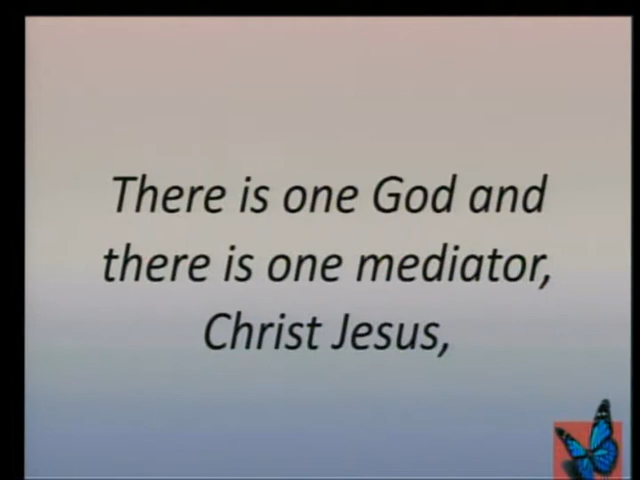 There is one God and
there is one mediator,
Christ Jesus,